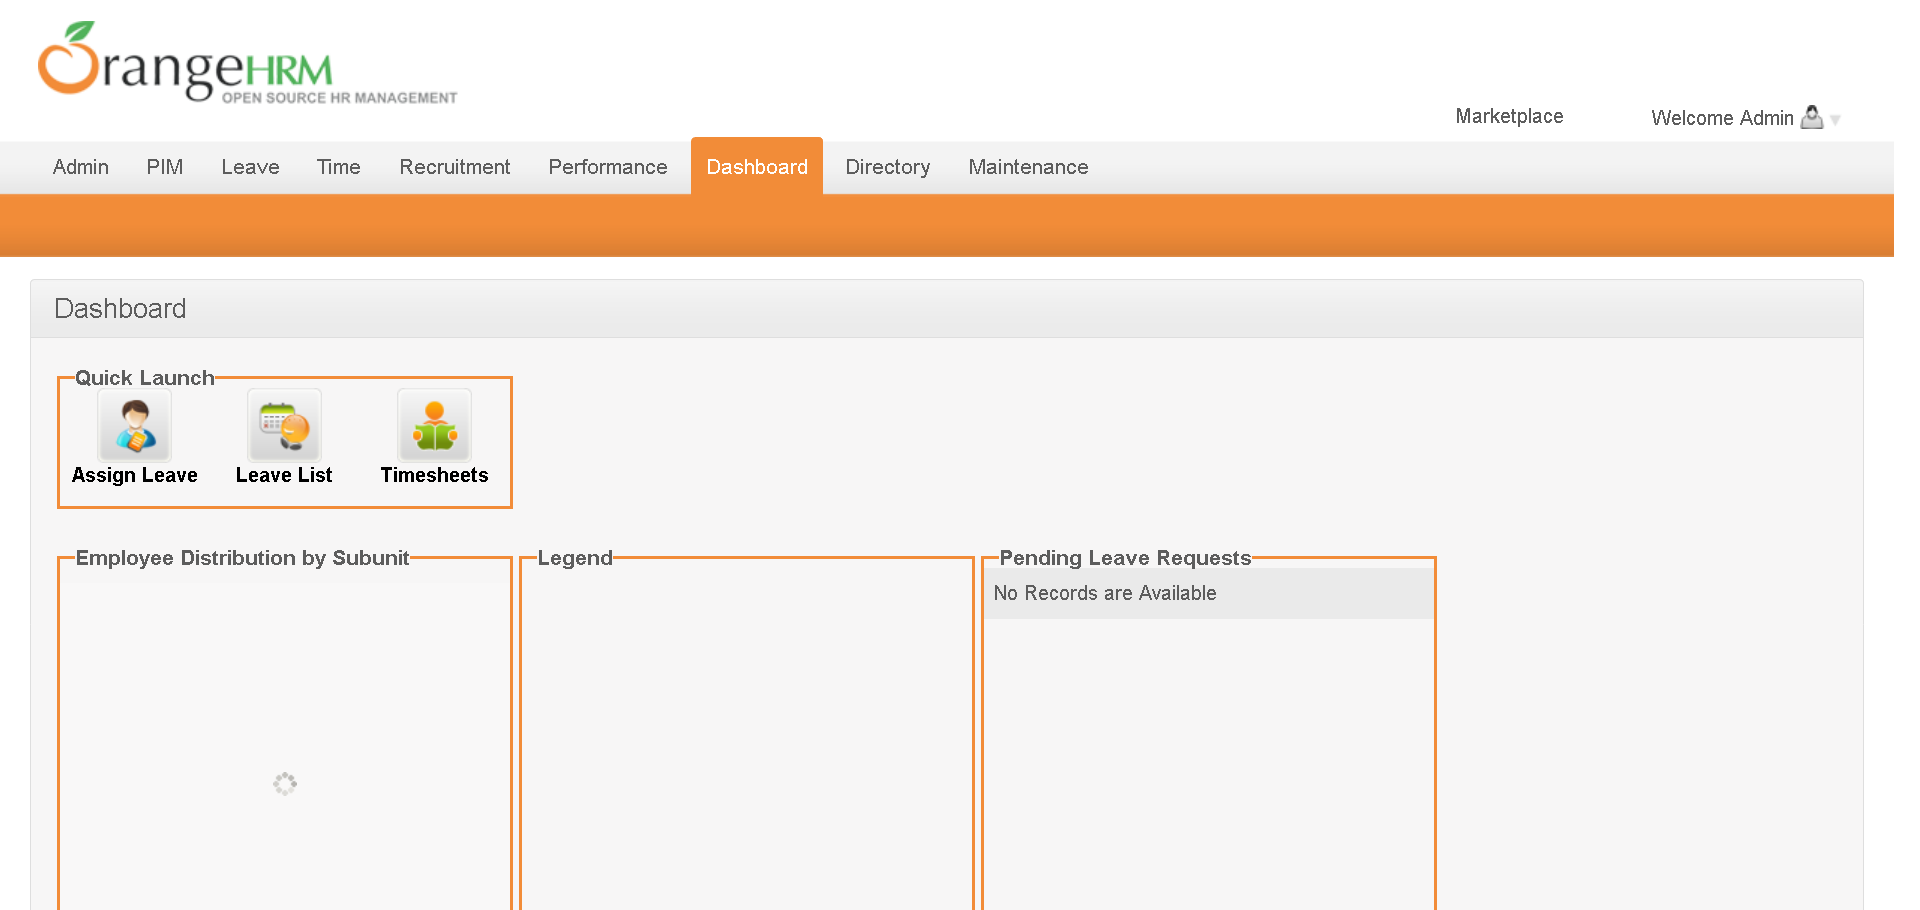 OrangeHRM
OPEN SOURCE HR MANAGEMENT
Marketplace
Welcome Admin
Admin PIM Leave Time Recruitment Performance Dashboard Directory Maintenance
Dashboard
Quick Launch
Assign Leave Leave List Timesheets
Employee Distribution by Subunit
Legend
Pending Leave Requests
No Records are Available